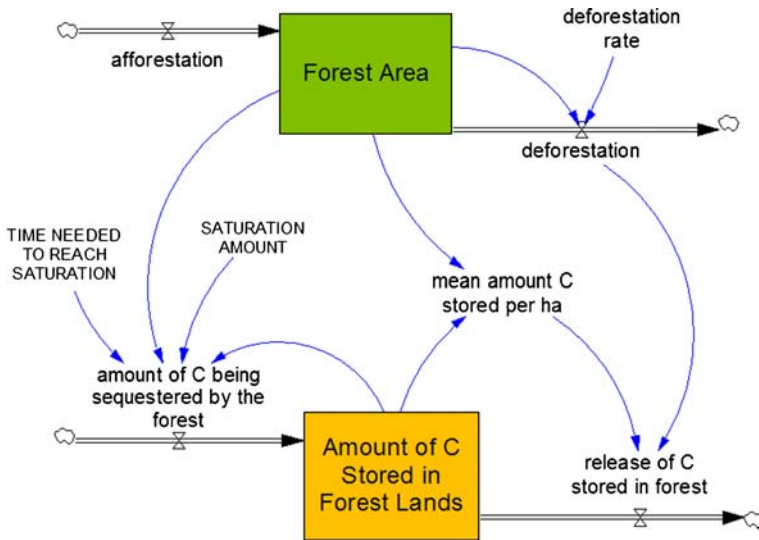 afforestation
Forest Area
deforestation
rate
deforestation
TIME NEEDED
TO REACH
SATURATION
SATURATION
AMOUNT
mean amount C
stored per ha
amount of C being
sequestered by the
forest
Amount of C
Stored in
Forest Lands
release of C
stored in forest